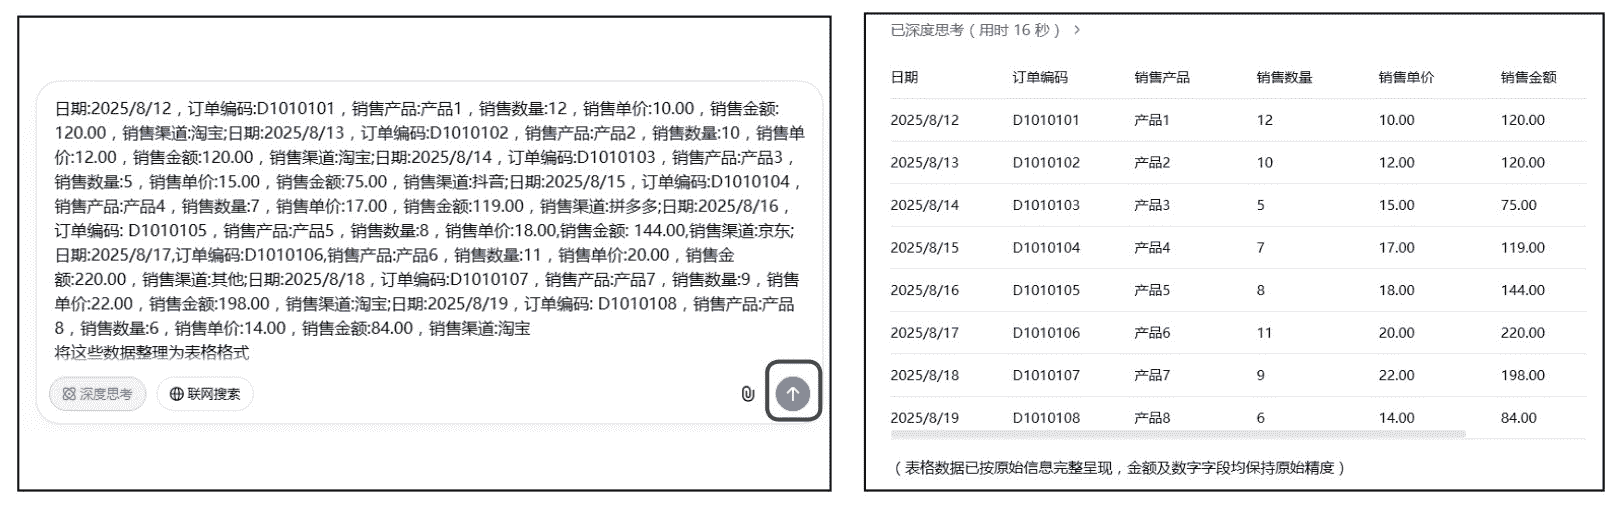 日期:2025/8/12，订单编码:D1010101，销售产品:产品1，销售数量:12，销售单价:10.00，销售金额:
120.00，销售渠道:淘宝;日期:2025/8/13，订单编码:D1010102，销售产品:产品2，销售数量:10，销售单
价:12.00，销售金额:120.00，销售渠道:淘宝;日期:2025/8/14，订单编码:D1010103，销售产品:产品3，
销售数量:5，销售单价:15.00，销售金额:75.00，销售渠道:抖音;日期:2025/8/15，订单编码:D1010104，
销售产品:产品4，销售数量:7，销售单价:17.00，销售金额:119.00，销售渠道:拼多多;日期:2025/8/16，
订单编码: D1010105，销售产品:产品5，销售数量:8，销售单价:18.00,销售金额: 144.00,销售渠道:京东;
日期:2025/8/17,订单编码:D1010106,销售产品:产品6，销售数量:11，销售单价:20.00，销售金
额:220.00，销售渠道:其他;日期:2025/8/18，订单编码:D1010107，销售产品:产品7，销售数量:9，销售
单价:22.00，销售金额:198.00，销售渠道:淘宝;日期:2025/8/19，订单编码: D1010108，销售产品:产品
8，销售数量:6，销售单价:14.00，销售金额:84.00，销售渠道:淘宝
将这些数据整理为表格格式
深度思考 联网搜索
已深度思考（用时 16 秒）
日期 订单编码 销售产品 销售数量 销售单价 销售金额
2025/8/12 D1010101 产品1 12 10.00 120.00
2025/8/13 D1010102 产品2 10 12.00 120.00
2025/8/14 D1010103 产品3 5 15.00 75.00
2025/8/15 D1010104 产品4 7 17.00 119.00
2025/8/16 D1010105 产品5 8 18.00 144.00
2025/8/17 D1010106 产品6 11 20.00 220.00
2025/8/18 D1010107 产品7 9 22.00 198.00
2025/8/19 D1010108 产品8 6 14.00 84.00
（表格数据已按原始信息完整呈现，金额及数字字段均保持原始精度）